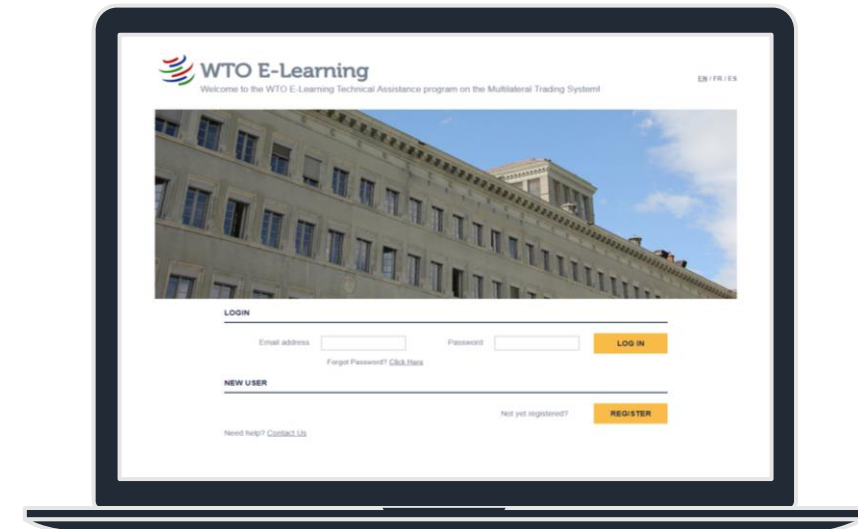 WTO E-Learning
Welcome to the WTO E-Learning Technical Assistance program on the Multilateral Trading System!
EN / FR / ES
LOGIN
Email address
Password
LOG IN
Forgot Password? Click Here
NEW USER
Not yet registered?
REGISTER
Need help? Contact Us